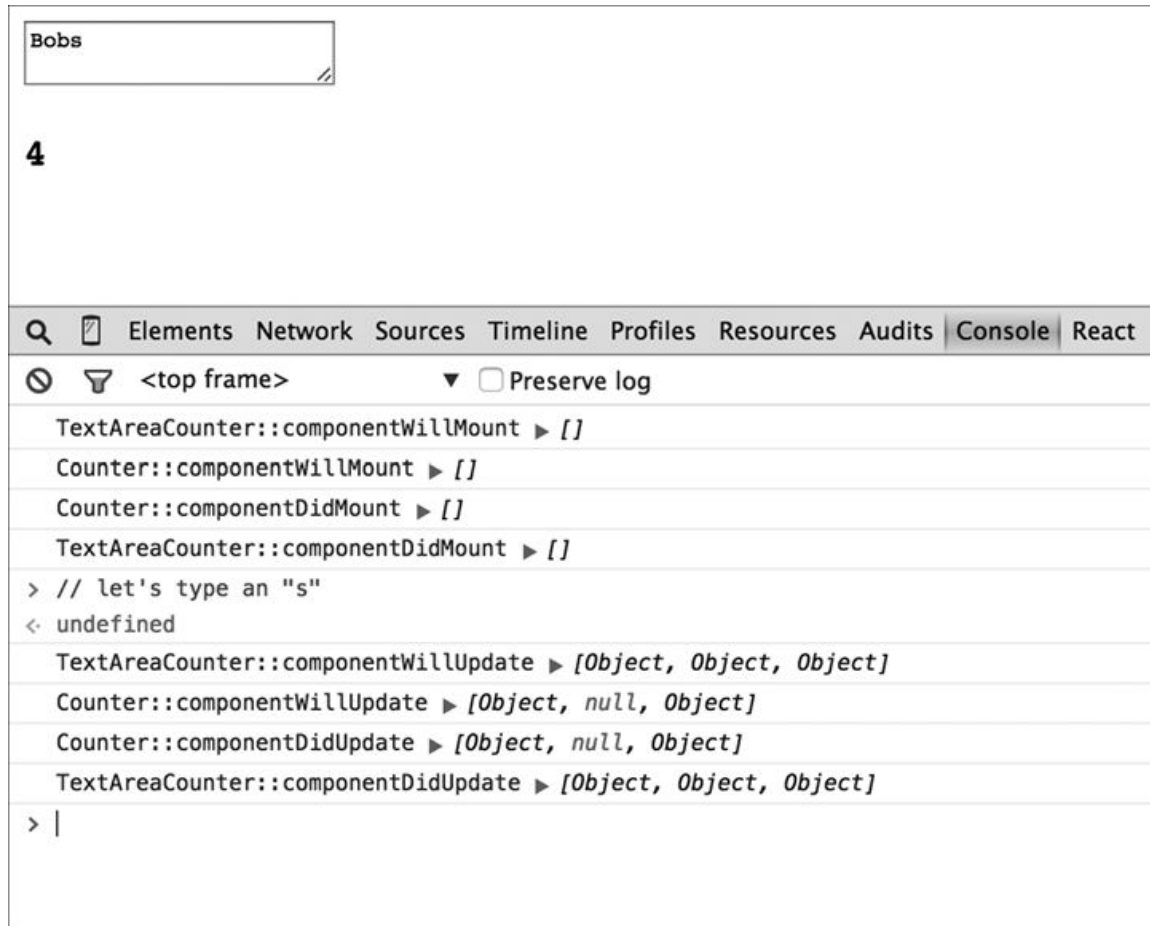 Bobs
4
Elements Network Sources Timeline Profiles Resources Audits Console React
<top frame> ▼ Preserve log
TextAreaCounter::componentWillMount ▶ []
Counter::componentWillMount ▶ []
Counter::componentDidMount ▶ []
TextAreaCounter::componentDidMount ▶ []
> // let's type an "s"
<· undefined
TextAreaCounter::componentWillUpdate ▶ [Object, Object, Object]
Counter::componentWillUpdate ▶ [Object, null, Object]
Counter::componentDidUpdate ▶ [Object, null, Object]
TextAreaCounter::componentDidUpdate ▶ [Object, Object, Object]
>